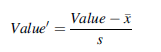 Value′ = (Value − x̄) / s